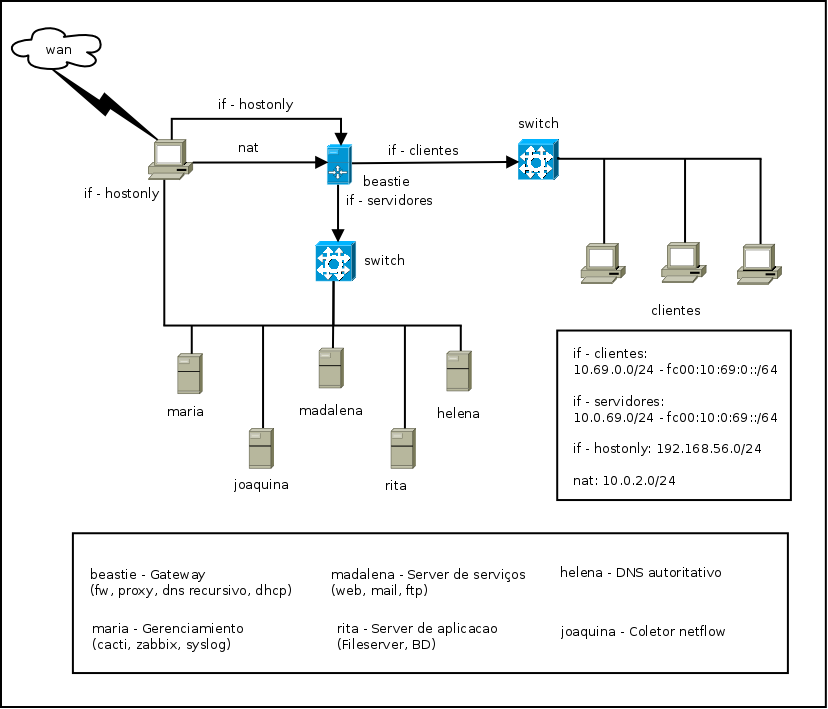 wan
if - hostonly
switch
nat
if - clientes
beastie
if - hostonly
if - servidores
switch
clientes
maria
madalena
helena
joaquina
rita
if - clientes:
10.69.0.0/24 - fc00:10:69:0::/64
if - servidores:
10.0.69.0/24 - fc00:10:0:69::/64
if - hostonly: 192.168.56.0/24
nat: 10.0.2.0/24
beastie - Gateway
(fw, proxy, dns recursivo, dhcp)
madalena - Server de serviços
(web, mail, ftp)
helena - DNS autoritativo
maria - Gerenciamiento
(cacti, zabbix, syslog)
rita - Server de aplicacao
(Fileserver, BD)
joaquina - Coletor netflow